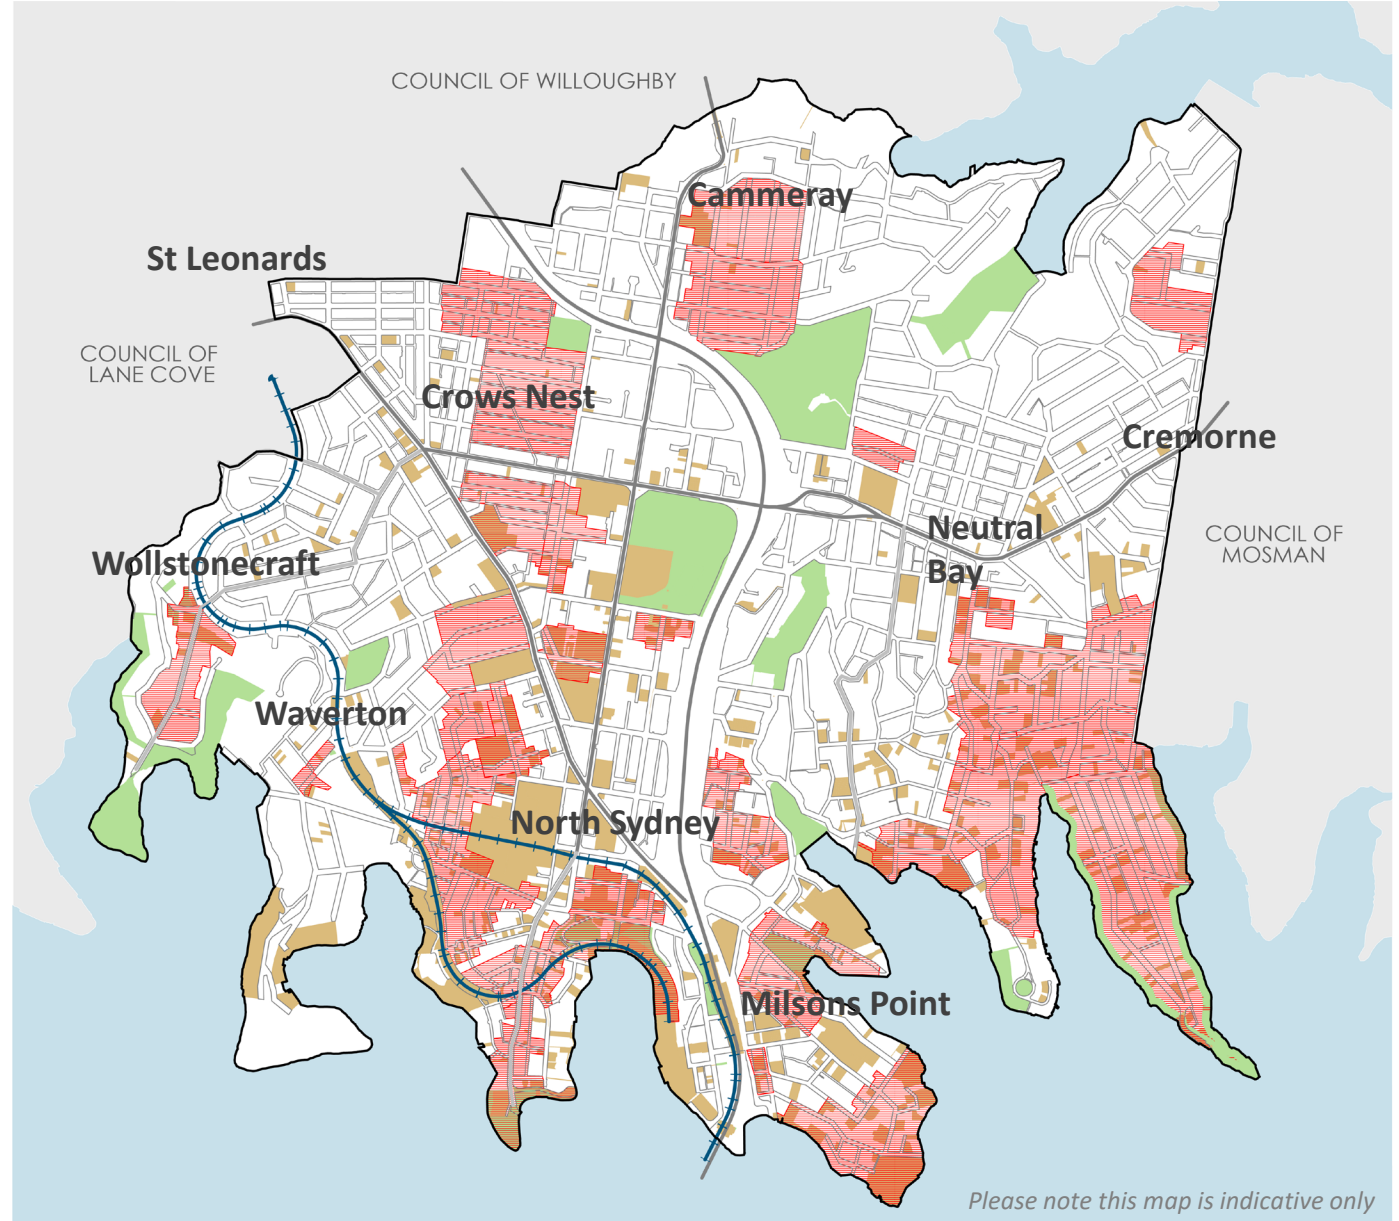 COUNCIL OF WILLOUGHBY
Cammeray
St Leonards
COUNCIL OF
LANE COVE
Crows Nest
Cremorne
Neutral
Bay
COUNCIL OF
MOSMAN
Wollstonecraft
Waverton
North Sydney
Milsons Point
Please note this map is indicative only